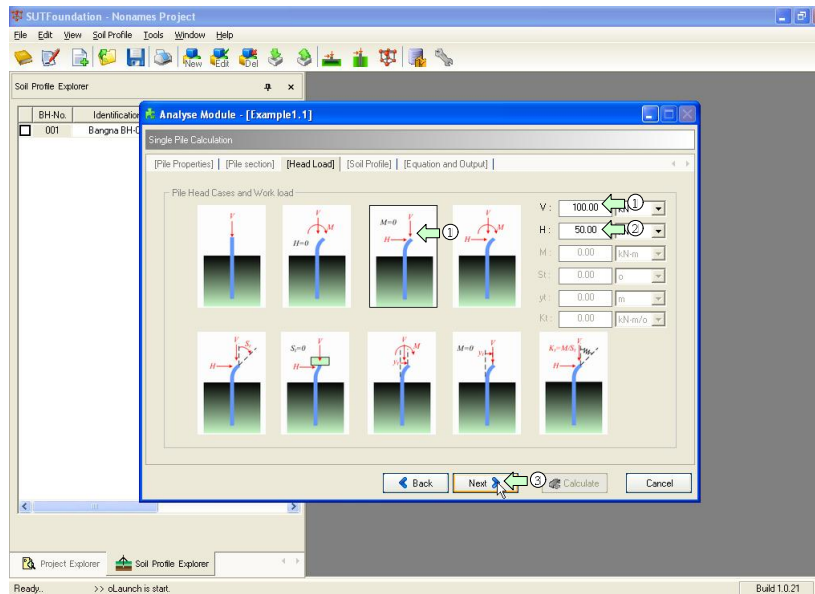 SUTFoundation - Nonames Project
File Edit View Soil Profile Tools Window Help
New Edit Del
Soil Profile Explorer
BH-No. Identification
001 Bangna BH-
Analyse Module - [Example1.1]
Single Pile Calculation
[Pile Properties] [Pile section] [Head Load] [Soil Profile] [Equation and Output]
Pile Head Cases and Work load
V
V M H=0
M=0 V H 1
V M H
V : 100.00 1
H : 50.00 2
M : 0.00 kN-m
St : 0.00 o
yt : 0.00 m
Kt : 0.00 kN-m/o
V St H
St=0 V H
V M yt
M=0 V yt
Kt=M/St V H
Back Next 3 Calculate Cancel
Project Explorer Soil Profile Explorer
Ready.. >> oLaunch is start. Build 1.0.21